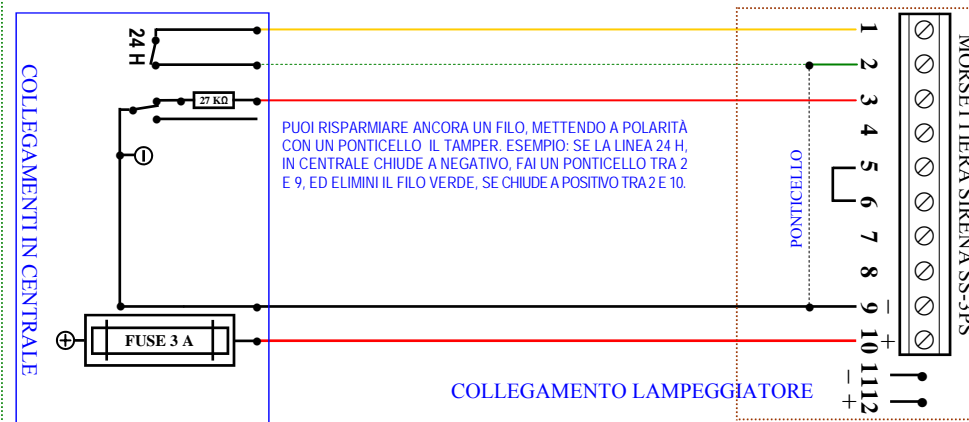 COLLEGAMENTI IN CENTRALE
24 H
27 KΩ
FUSE 3 A
PUOI RISPARMIARE ANCORA UN FILO, METTENDO A POLARITÀ
CON UN PONTICELLO IL TAMPER. ESEMPIO: SE LA LINEA 24 H,
IN CENTRALE CHIUDE A NEGATIVO, FAI UN PONTICELLO TRA 2
E 9, ED ELIMINI IL FILO VERDE, SE CHIUDE A POSITIVO TRA 2 E 10.
PONTICELLO
COLLEGAMENTO LAMPEGGIATORE
1
2
3
4
5
6
7
8
9 −
10 +
− 11
+ 12
MORSETTIERA SIRENA SS-3PS